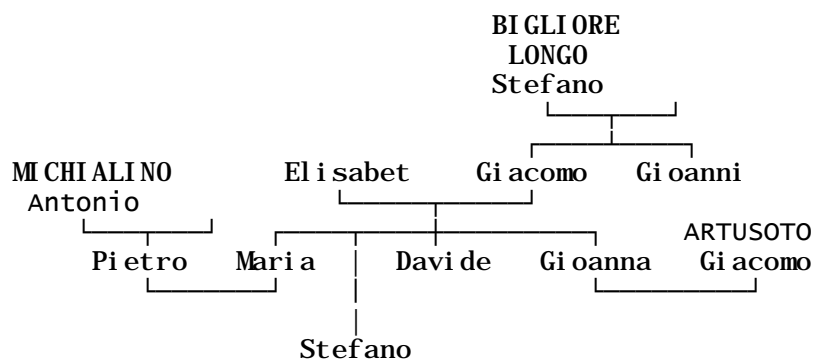 BIGLIORE
LONGO
Stefano
MICHIALINO Elisabet Giacomo Gioanni
Antonio
ARTUSOTO
Pietro Maria Davide Gioanna Giacomo
Stefano